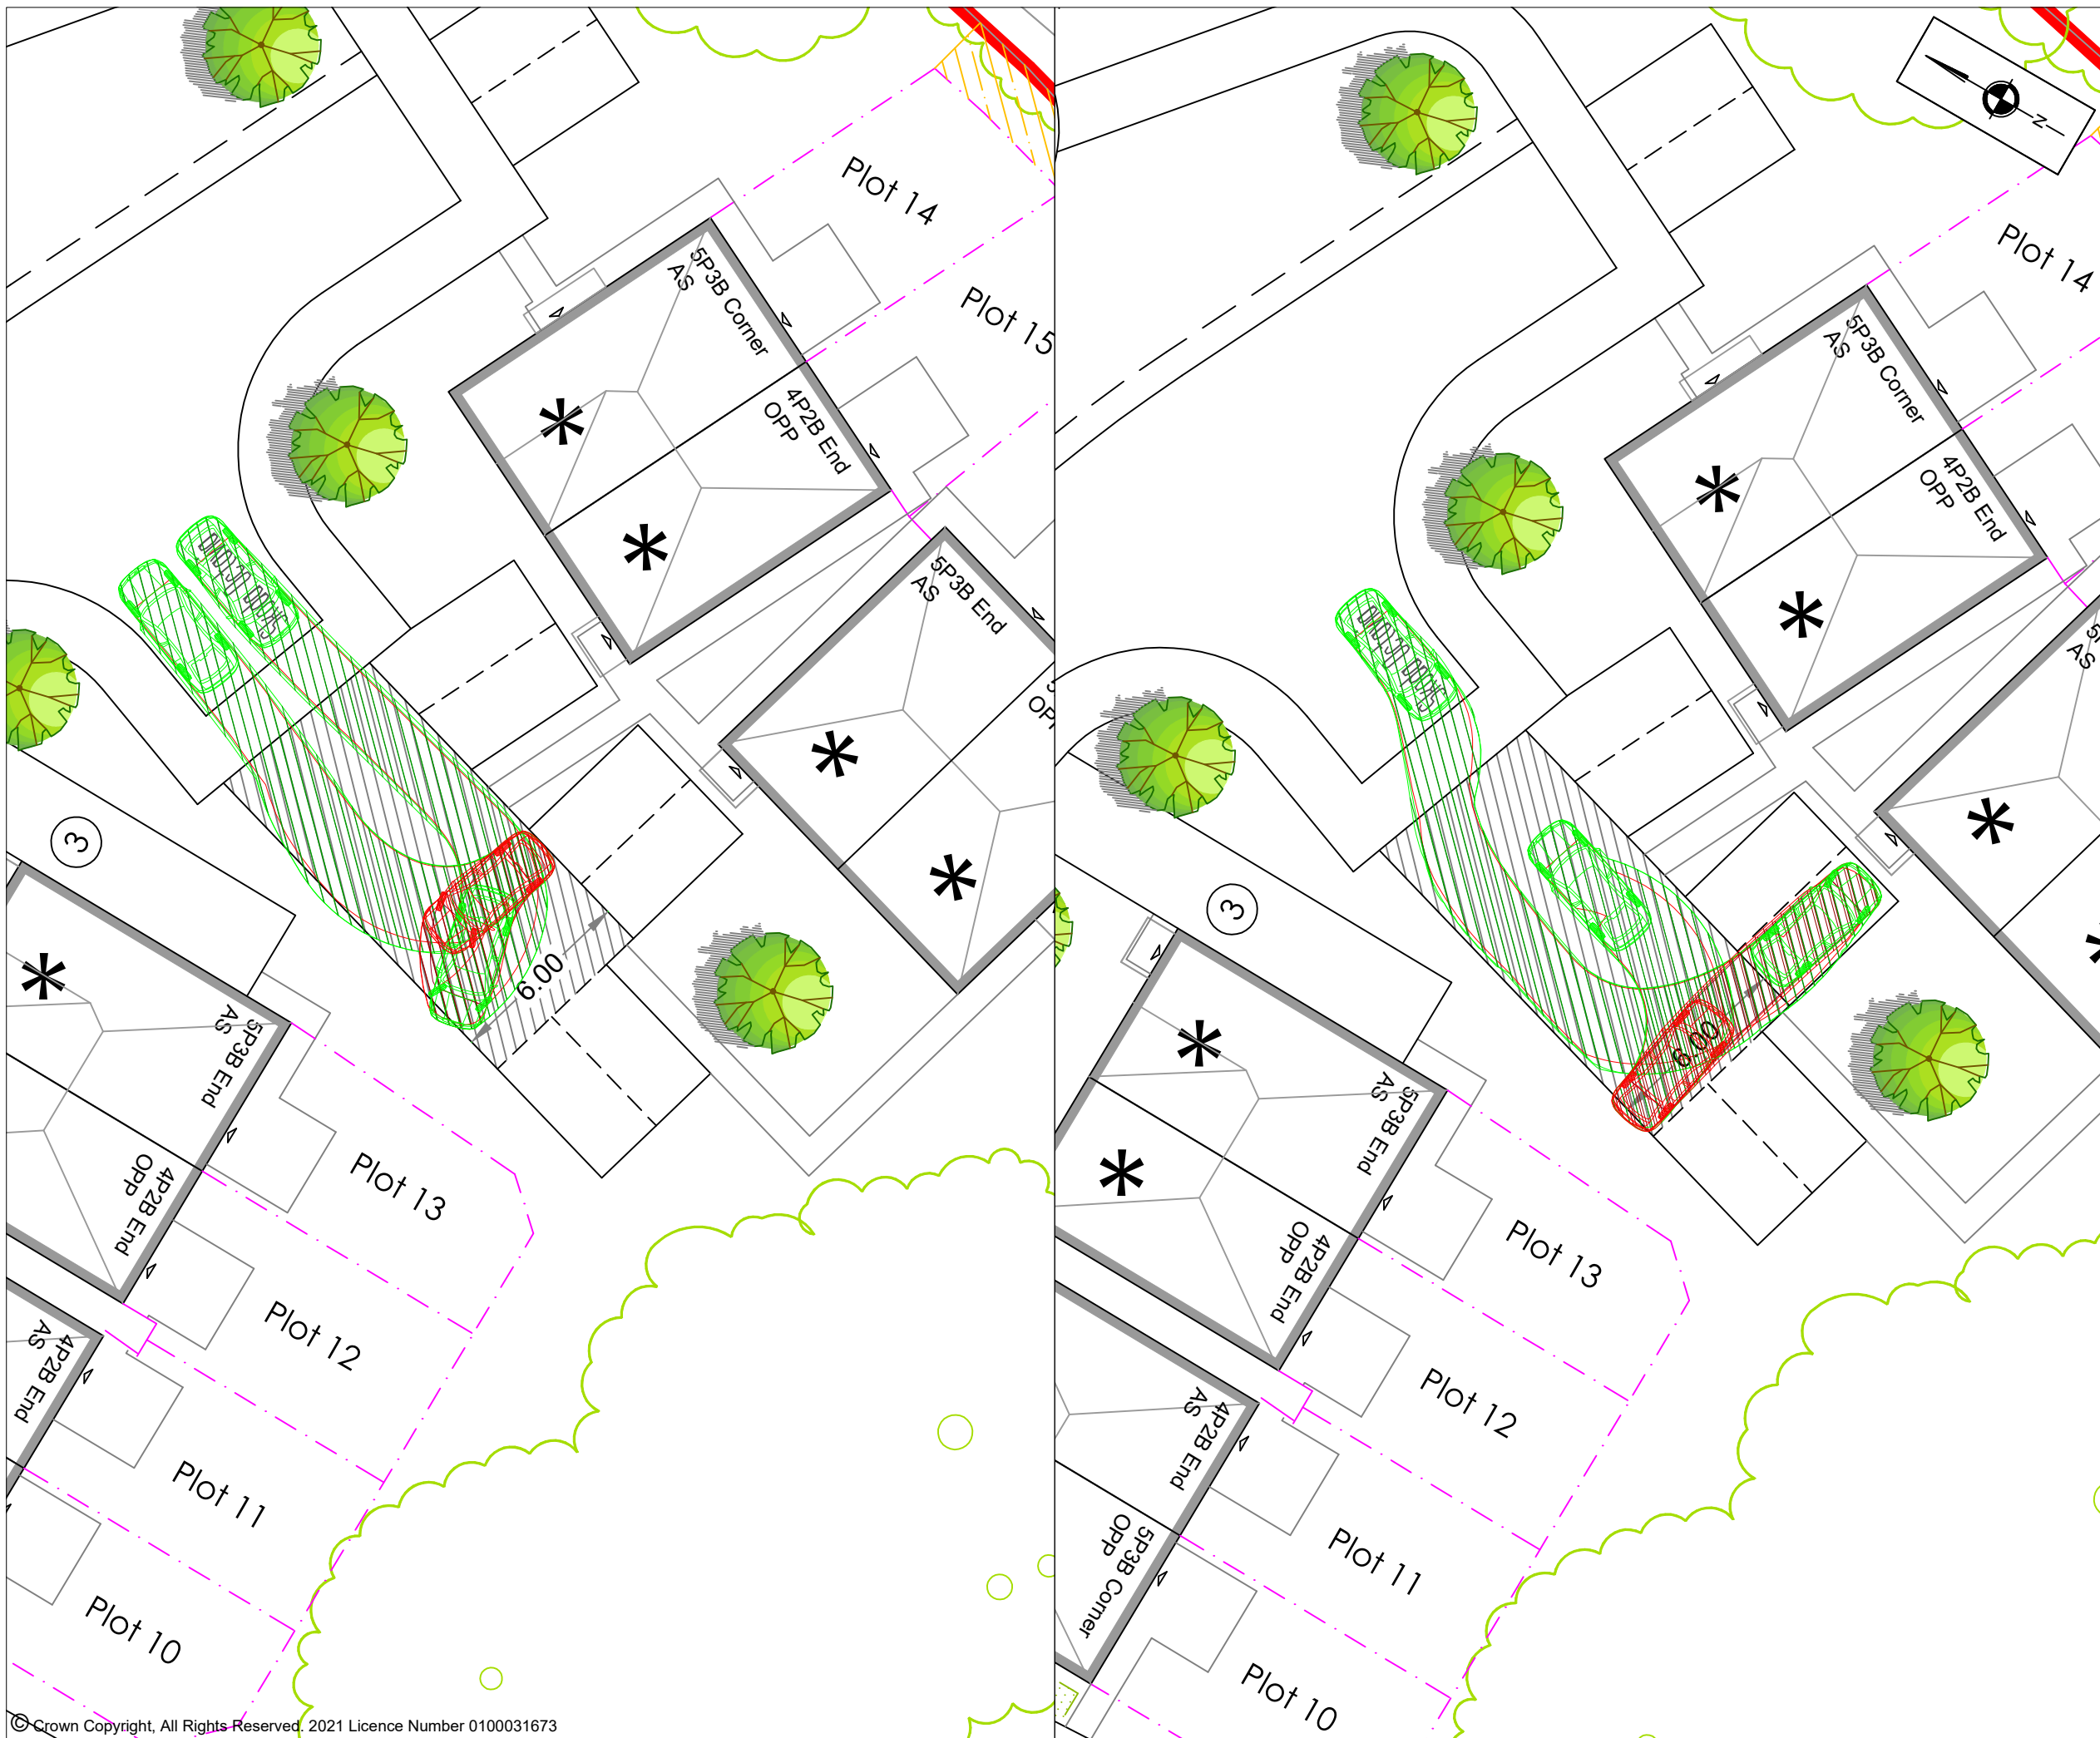 Plot 14
Plot 15
5P3B Corner
AS
4P2B End
OPP
5P3B End
AS
6.00
3
5P3B End
AS
4P2B End
OPP
4P2B End
AS
Plot 13
Plot 12
Plot 11
Plot 10
© Crown Copyright, All Rights Reserved. 2021 Licence Number 0100031673
N
Plot 14
5P3B Corner
AS
4P2B End
OPP
AS
6.00
3
5P3B End
AS
4P2B End
OPP
4P2B End
AS
5P3B Corner
OPP
Plot 13
Plot 12
Plot 11
Plot 10